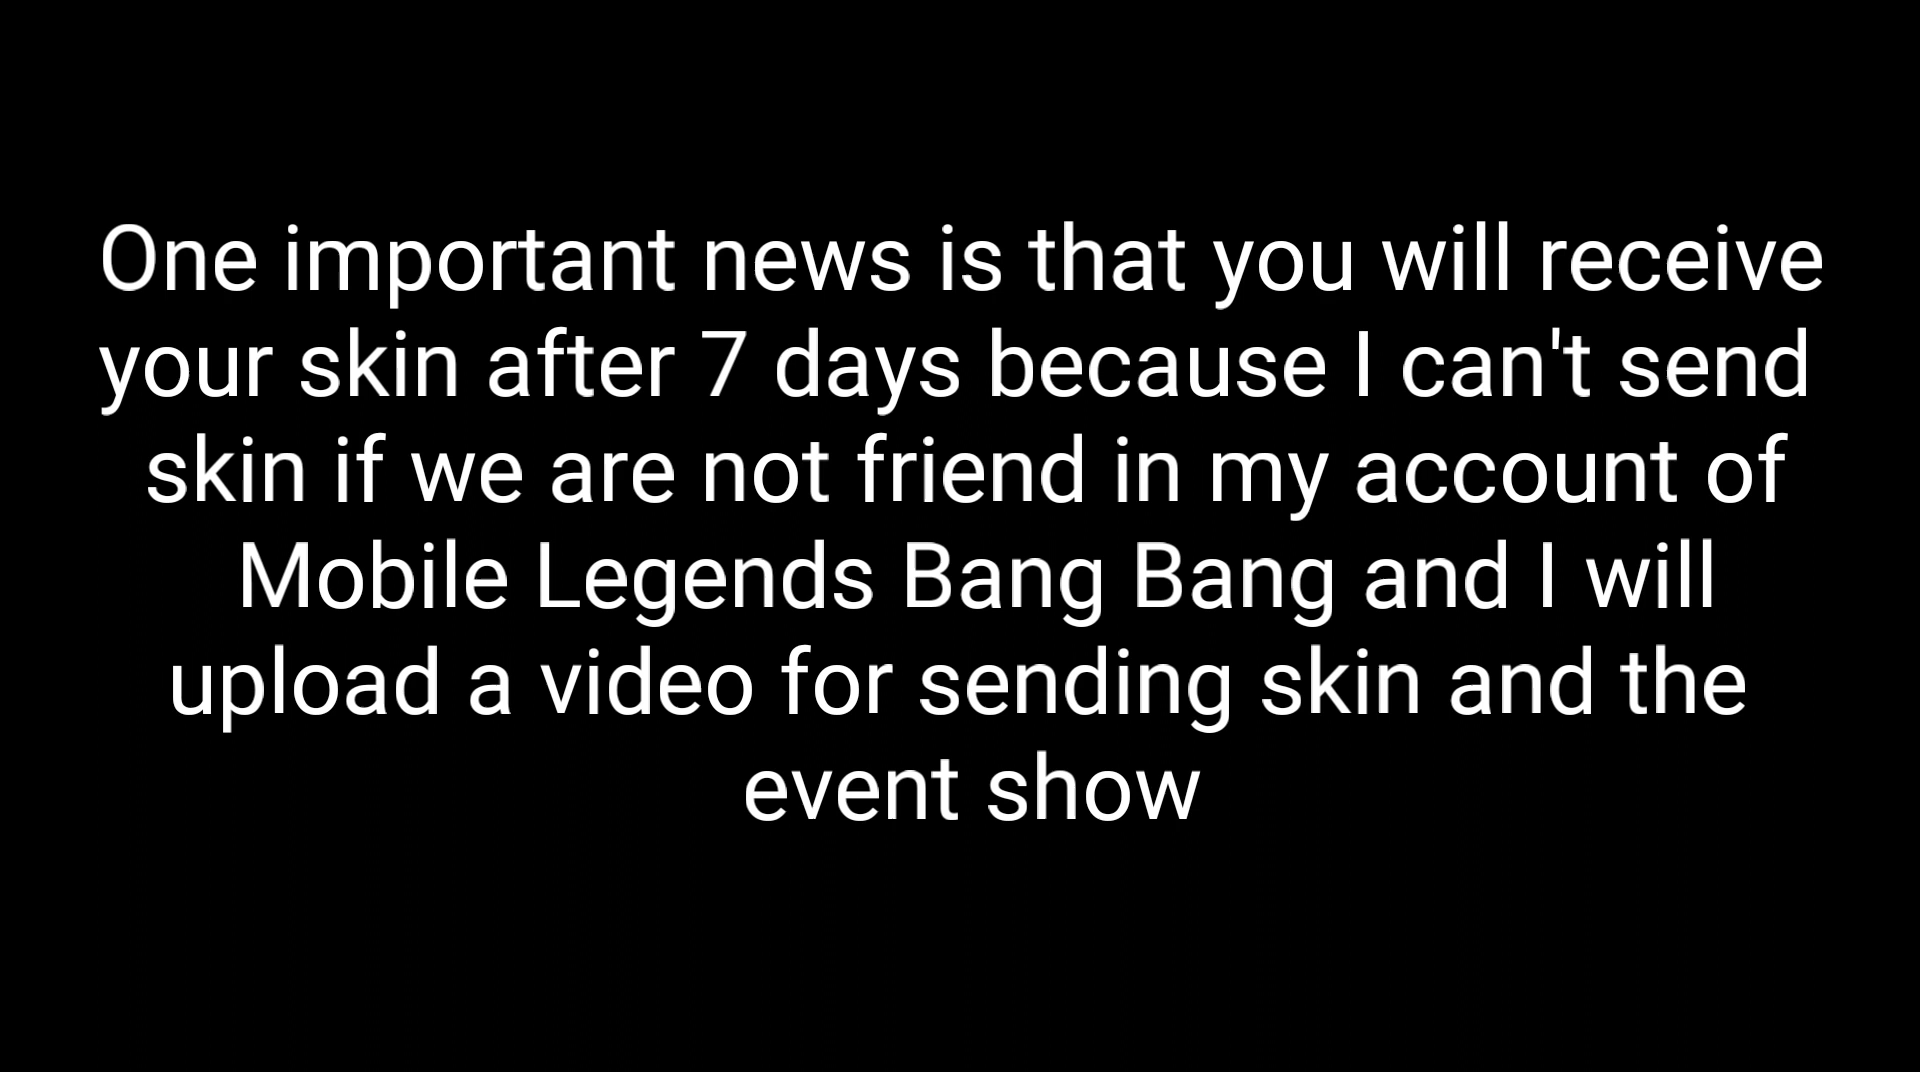 One important news is that you will receive
your skin after 7 days because I can't send
skin if we are not friend in my account of
Mobile Legends Bang Bang and I will
upload a video for sending skin and the
event show